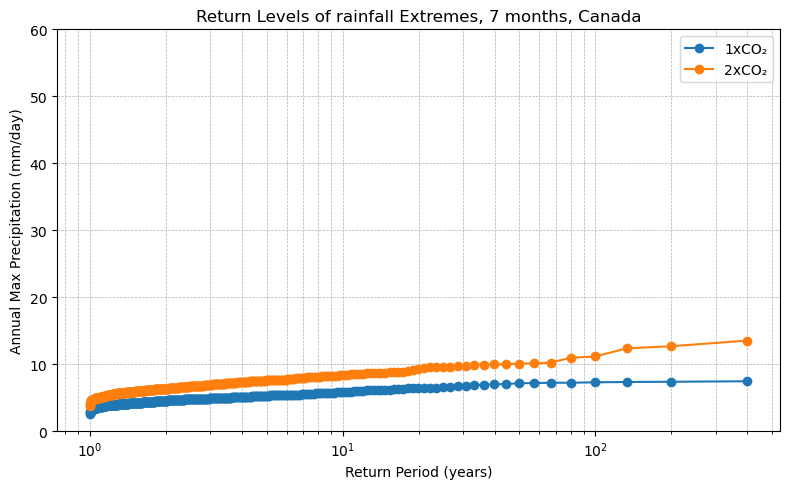 Return Levels of rainfall Extremes, 7 months, Canada
1xCO₂
2xCO₂
Annual Max Precipitation (mm/day)
60
50
40
30
20
10
0
10⁰
10¹
10²
Return Period (years)